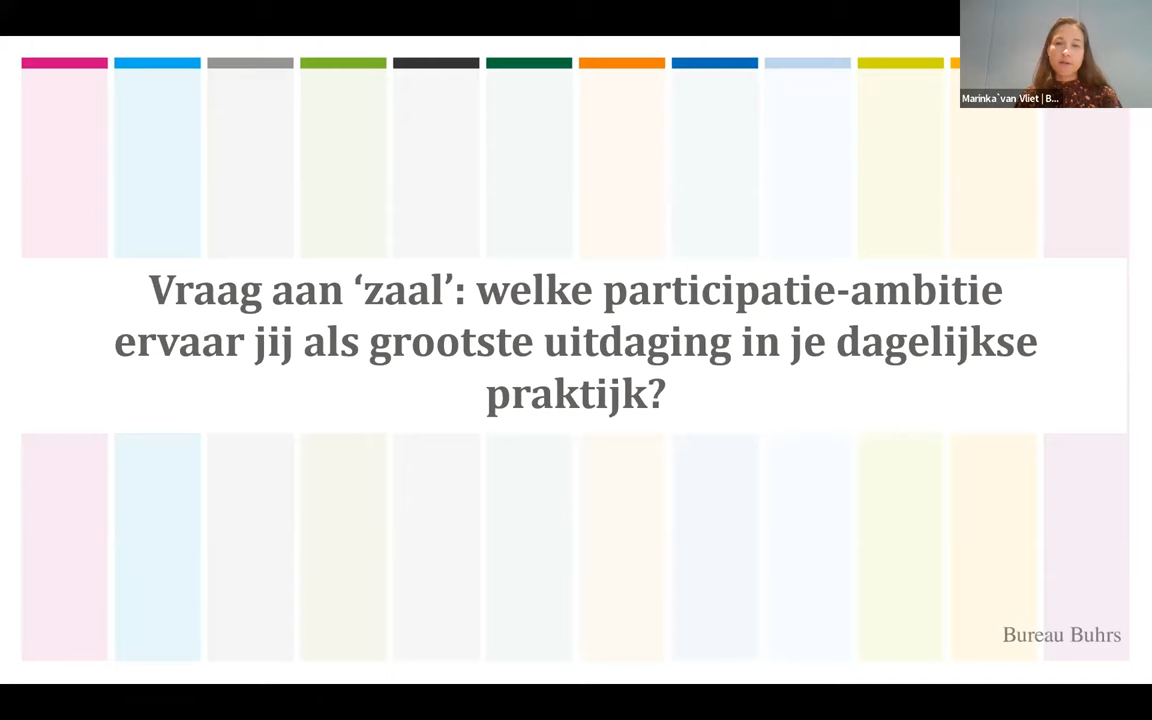 Marinka`van Vliet | B...
Vraag aan ‘zaal’: welke participatie-ambitie
ervaar jij als grootste uitdaging in je dagelijkse
praktijk?
Bureau Buhrs